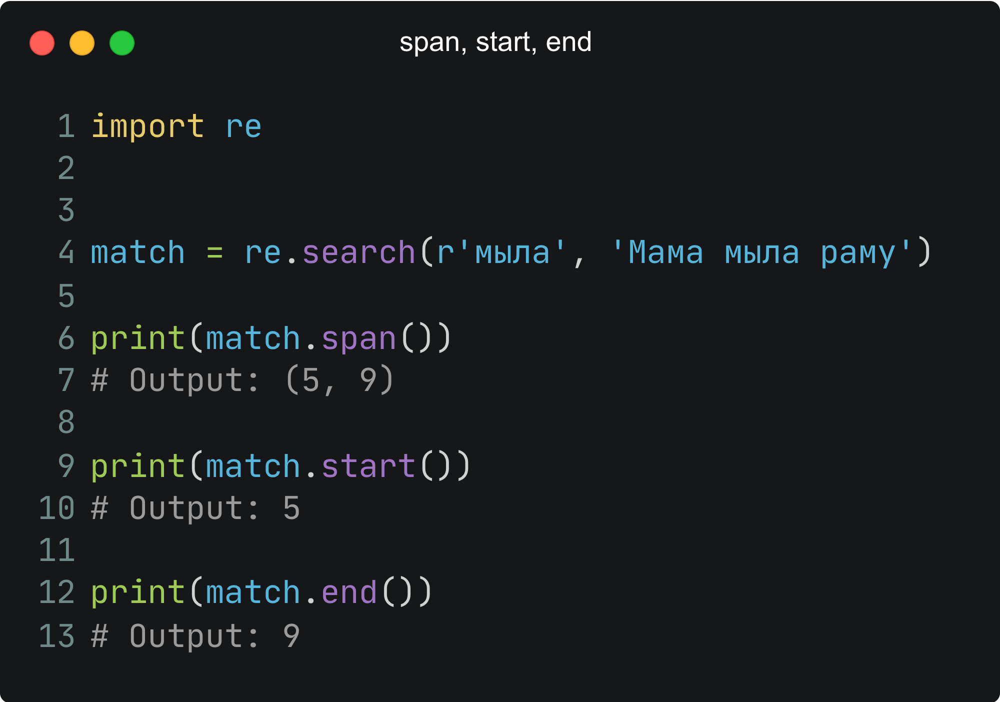 span, start, end
1 import re
2
3
4 match = re.search(r'мыла', 'Мама мыла раму')
5
6 print(match.span())
7 # Output: (5, 9)
8
9 print(match.start())
10 # Output: 5
11
12 print(match.end())
13 # Output: 9